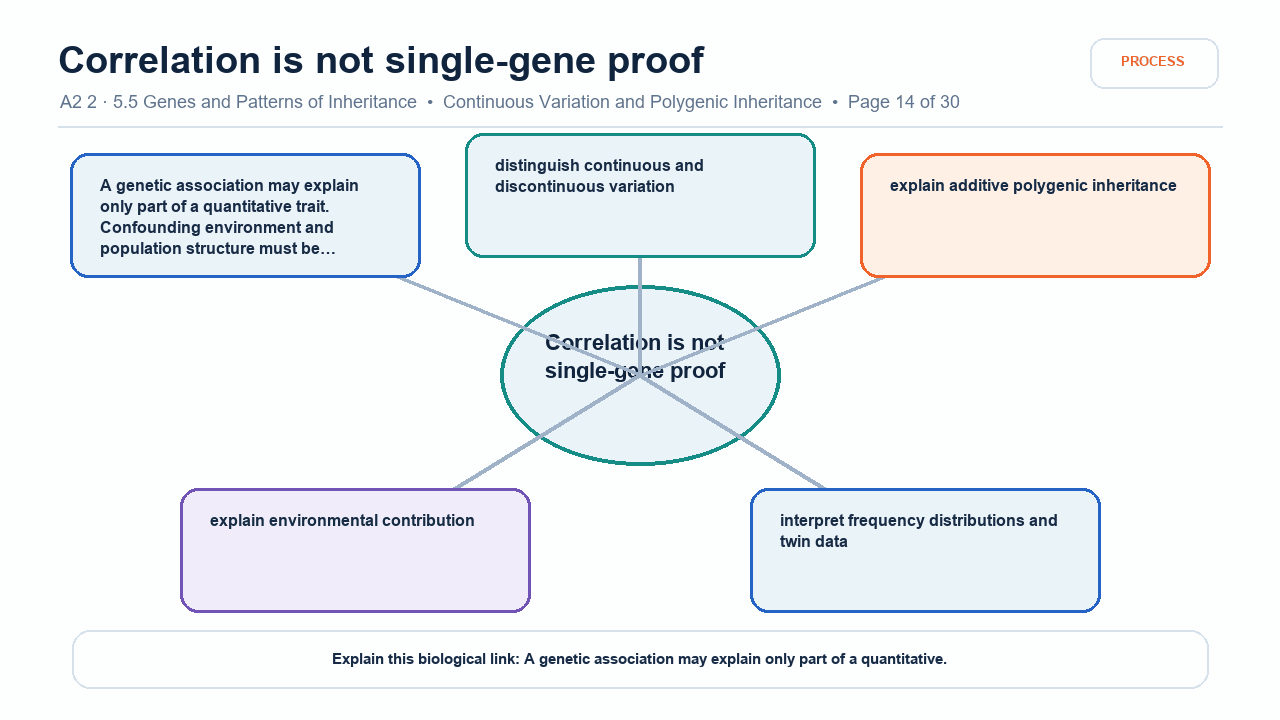 Correlation is not single-gene proof
PROCESS
A2 2 · 5.5 Genes and Patterns of Inheritance • Continuous Variation and Polygenic Inheritance • Page 14 of 30
A genetic association may explain
only part of a quantitative trait.
Confounding environment and
population structure must be…
distinguish continuous and
discontinuous variation
explain additive polygenic inheritance
Correlation is not
single-gene proof
explain environmental contribution
interpret frequency distributions and
twin data
Explain this biological link: A genetic association may explain only part of a quantitative.